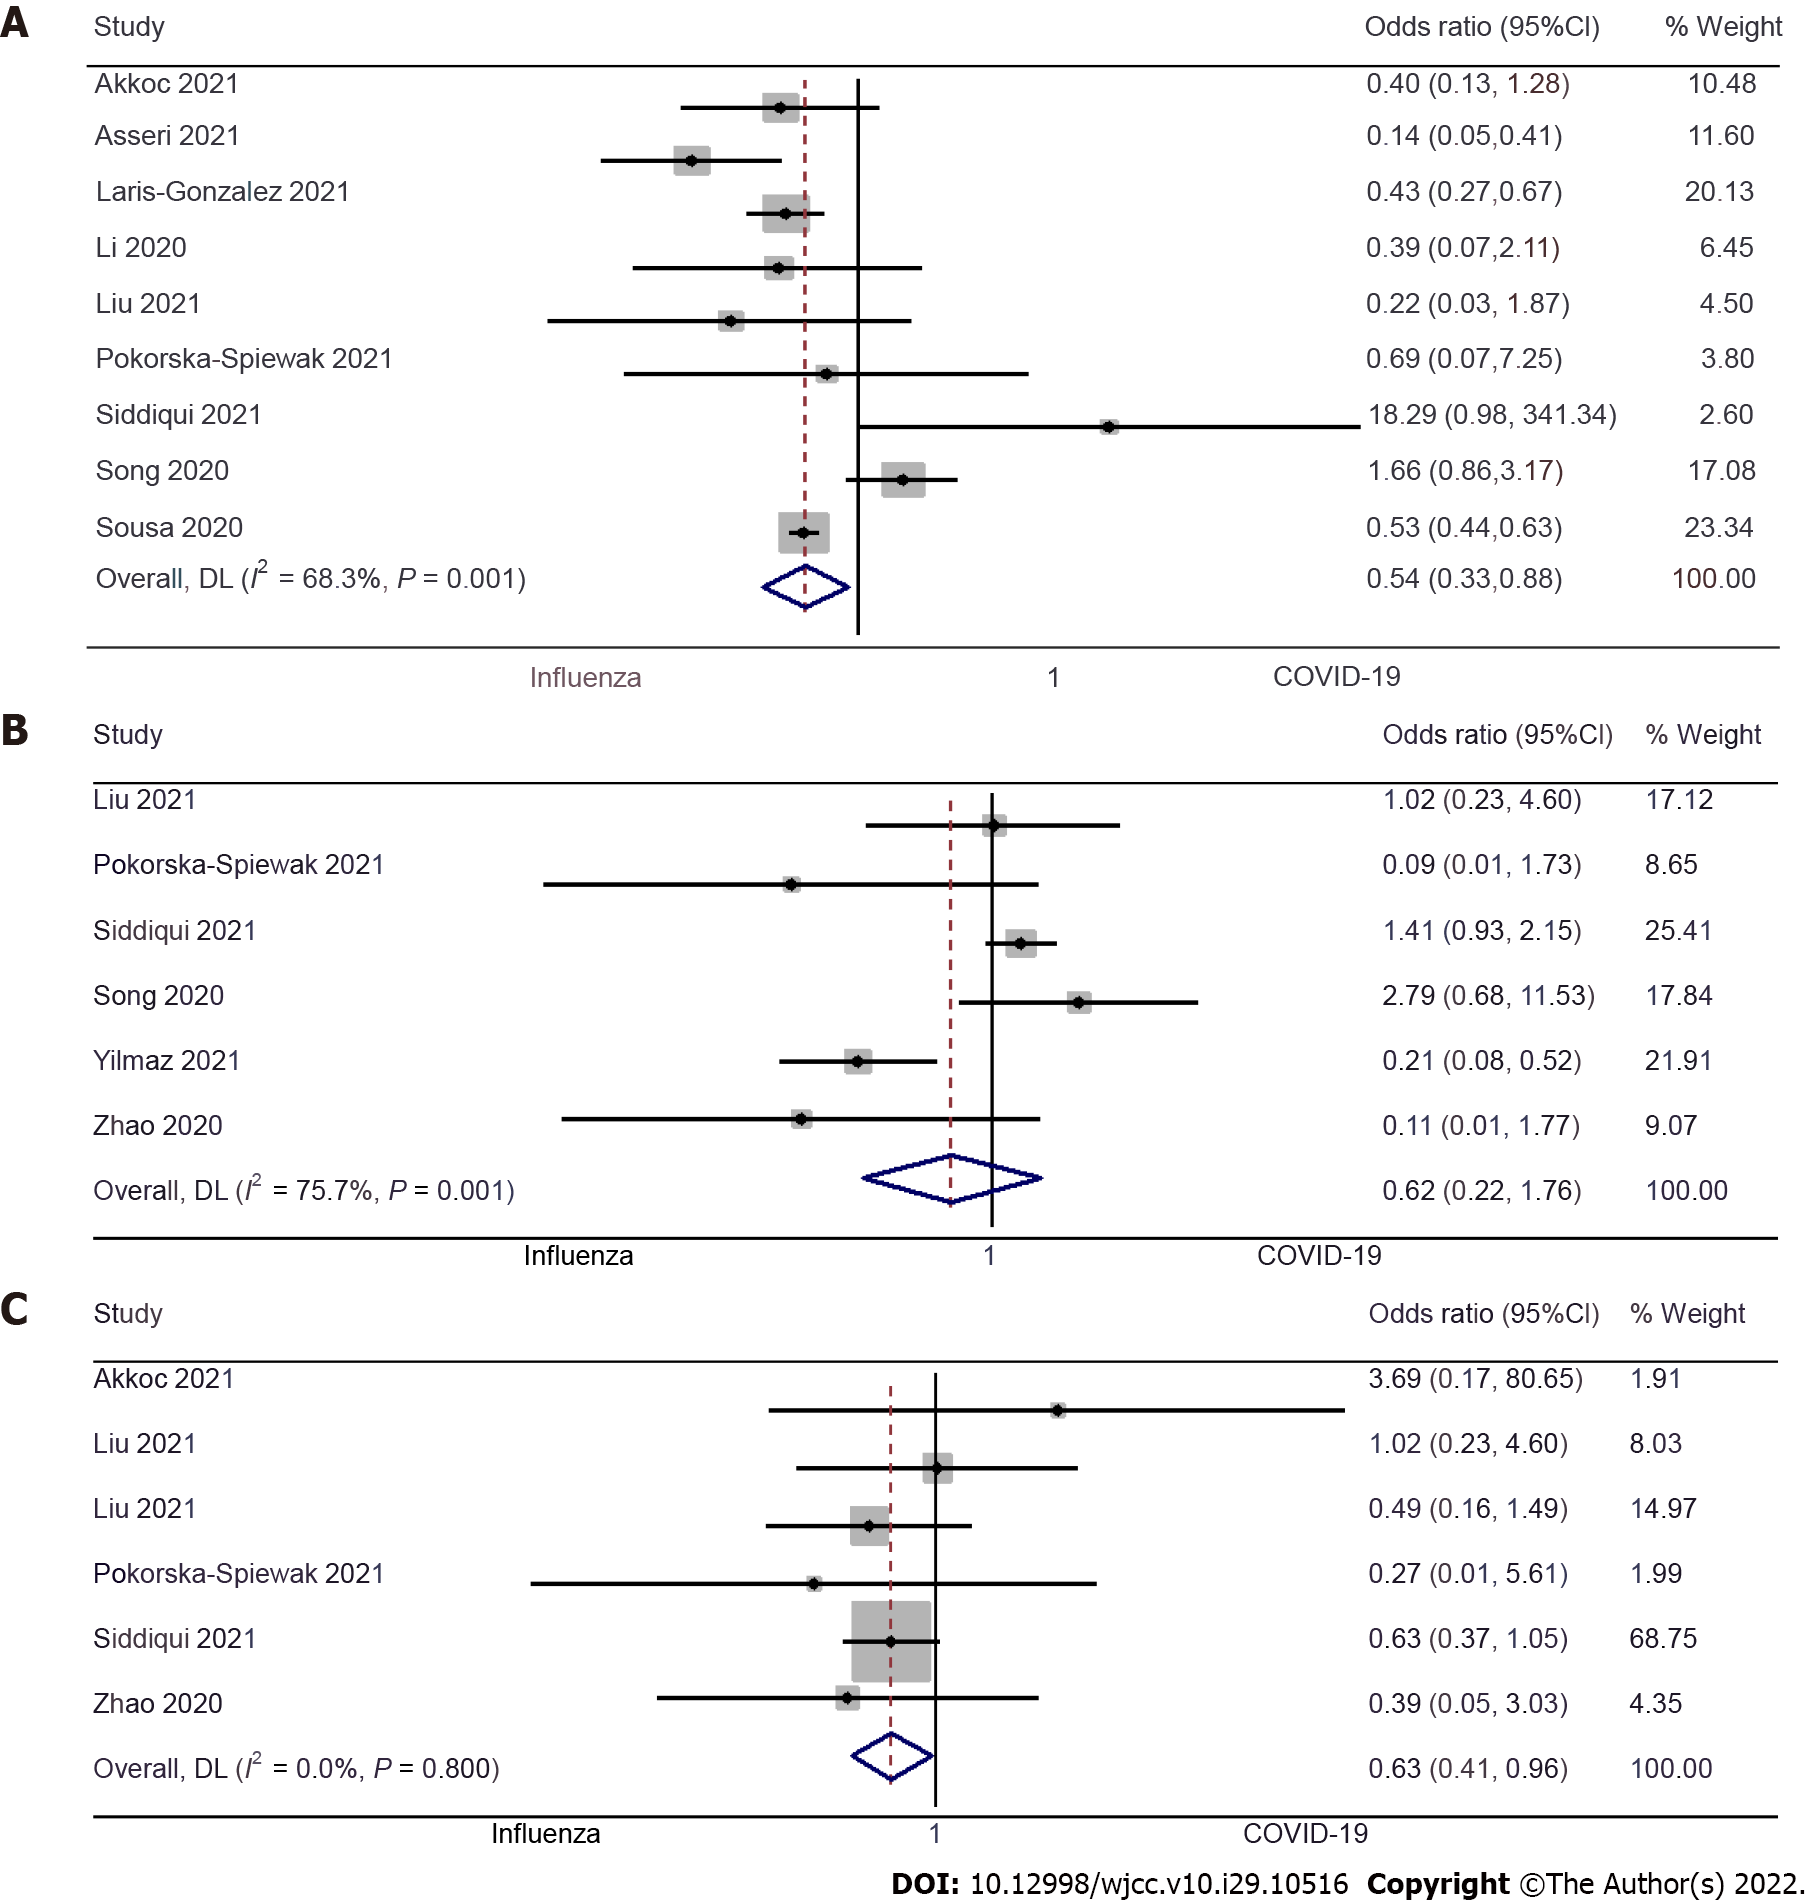 A
Study Odds ratio (95%CI) % Weight
Akkoc 2021 0.40 (0.13, 1.28) 10.48
Asseri 2021 0.14 (0.05,0.41) 11.60
Laris-Gonzalez 2021 0.43 (0.27,0.67) 20.13
Li 2020 0.39 (0.07,2.11) 6.45
Liu 2021 0.22 (0.03, 1.87) 4.50
Pokorska-Spiewak 2021 0.69 (0.07,7.25) 3.80
Siddiqui 2021 18.29 (0.98, 341.34) 2.60
Song 2020 1.66 (0.86,3.17) 17.08
Sousa 2020 0.53 (0.44,0.63) 23.34
Overall, DL (I² = 68.3%, P = 0.001) 0.54 (0.33,0.88) 100.00
Influenza 1 COVID-19
B
Study Odds ratio (95%CI) % Weight
Liu 2021 1.02 (0.23, 4.60) 17.12
Pokorska-Spiewak 2021 0.09 (0.01, 1.73) 8.65
Siddiqui 2021 1.41 (0.93, 2.15) 25.41
Song 2020 2.79 (0.68, 11.53) 17.84
Yilmaz 2021 0.21 (0.08, 0.52) 21.91
Zhao 2020 0.11 (0.01, 1.77) 9.07
Overall, DL (I² = 75.7%, P = 0.001) 0.62 (0.22, 1.76) 100.00
Influenza 1 COVID-19
C
Study Odds ratio (95%CI) % Weight
Akkoc 2021 3.69 (0.17, 80.65) 1.91
Liu 2021 1.02 (0.23, 4.60) 8.03
Liu 2021 0.49 (0.16, 1.49) 14.97
Pokorska-Spiewak 2021 0.27 (0.01, 5.61) 1.99
Siddiqui 2021 0.63 (0.37, 1.05) 68.75
Zhao 2020 0.39 (0.05, 3.03) 4.35
Overall, DL (I² = 0.0%, P = 0.800) 0.63 (0.41, 0.96) 100.00
Influenza 1 COVID-19
DOI: 10.12998/wjcc.v10.i29.10516 Copyright ©The Author(s) 2022.